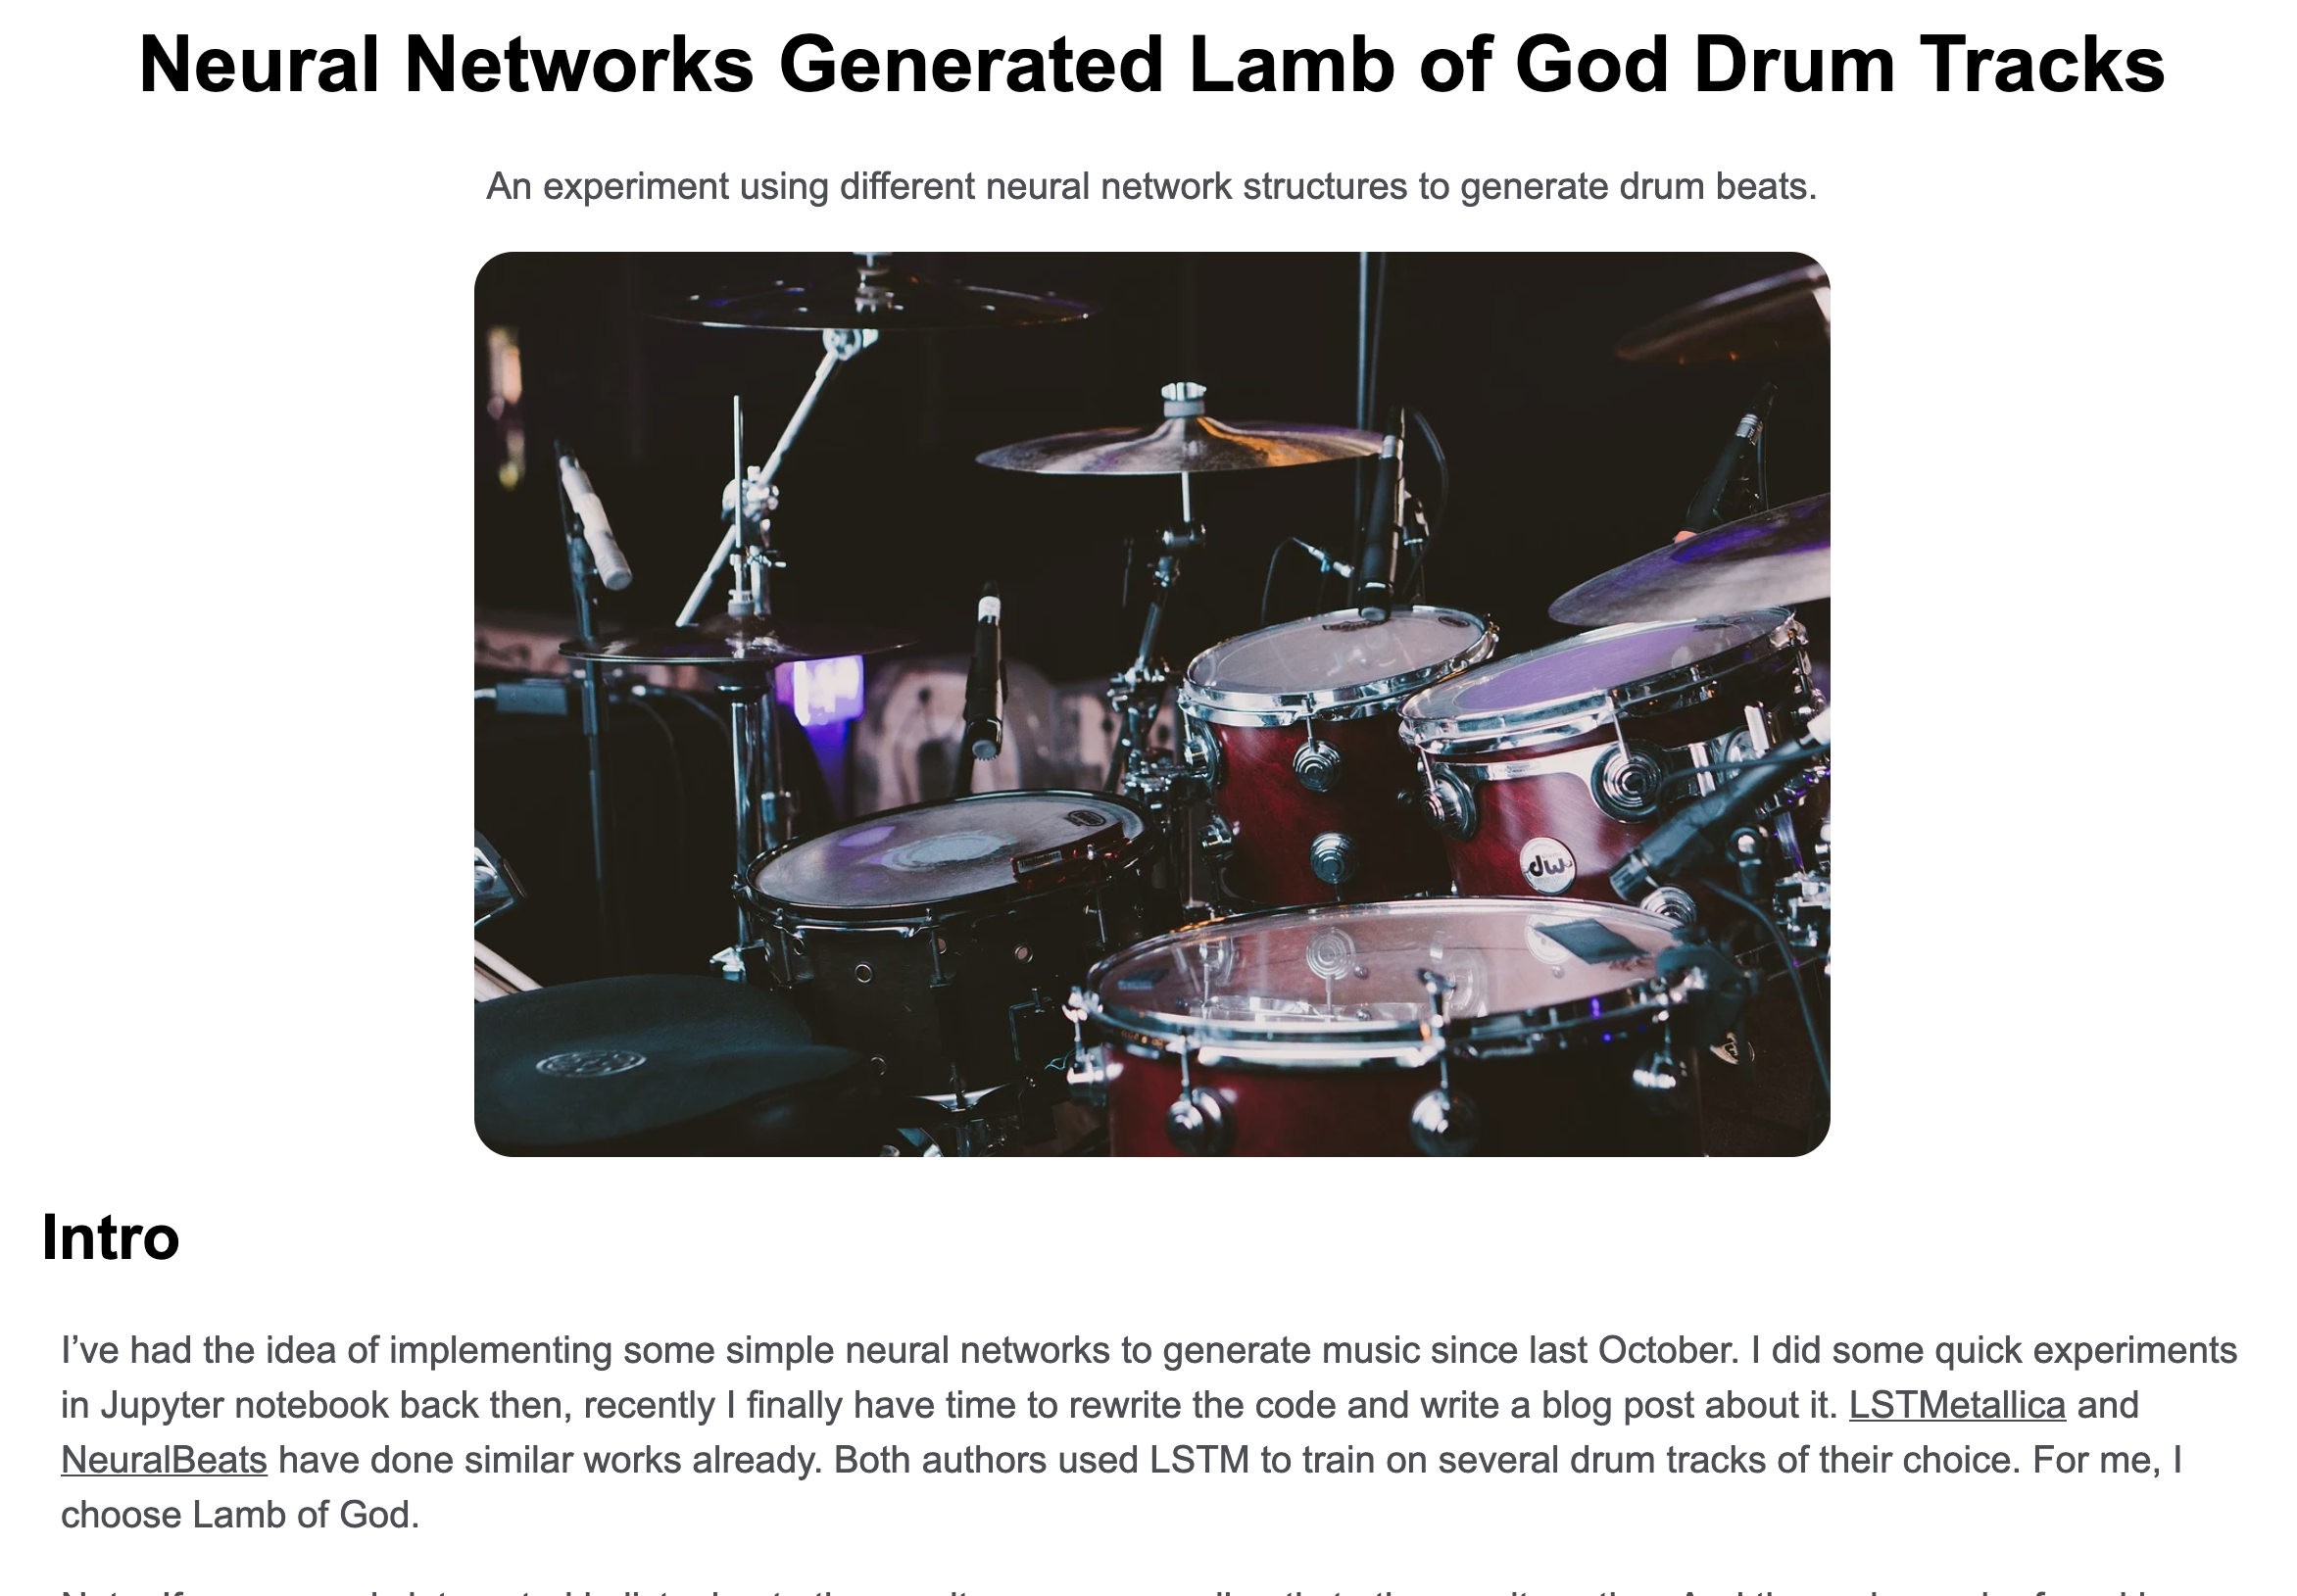 Neural Networks Generated Lamb of God Drum Tracks
An experiment using different neural network structures to generate drum beats.
dw
Intro
I’ve had the idea of implementing some simple neural networks to generate music since last October. I did some quick experiments
in Jupyter notebook back then, recently I finally have time to rewrite the code and write a blog post about it. LSTMetallica and
NeuralBeats have done similar works already. Both authors used LSTM to train on several drum tracks of their choice. For me, I
choose Lamb of God.